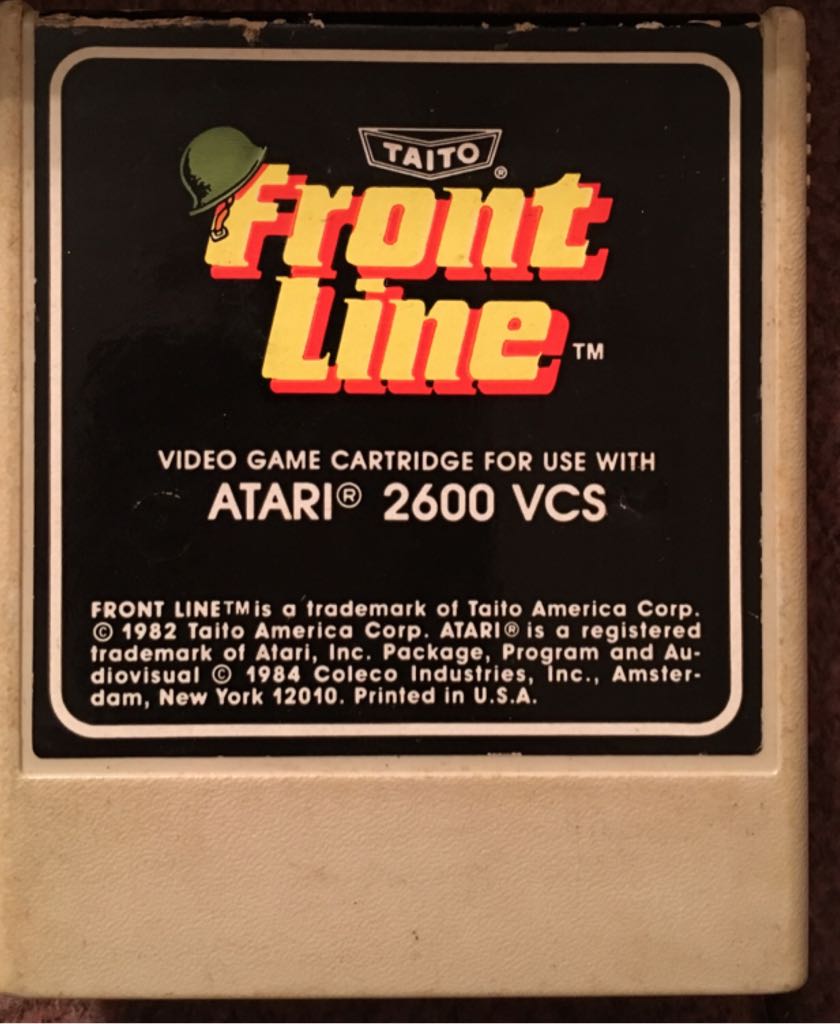 TAITO®
Front
Line™
VIDEO GAME CARTRIDGE FOR USE WITH
ATARI® 2600 VCS
FRONT LINE™ is a trademark of Taito America Corp.
© 1982 Taito America Corp. ATARI® is a registered
trademark of Atari, Inc. Package, Program and Au-
diovisual © 1984 Coleco Industries, Inc., Amster-
dam, New York 12010. Printed in U.S.A.